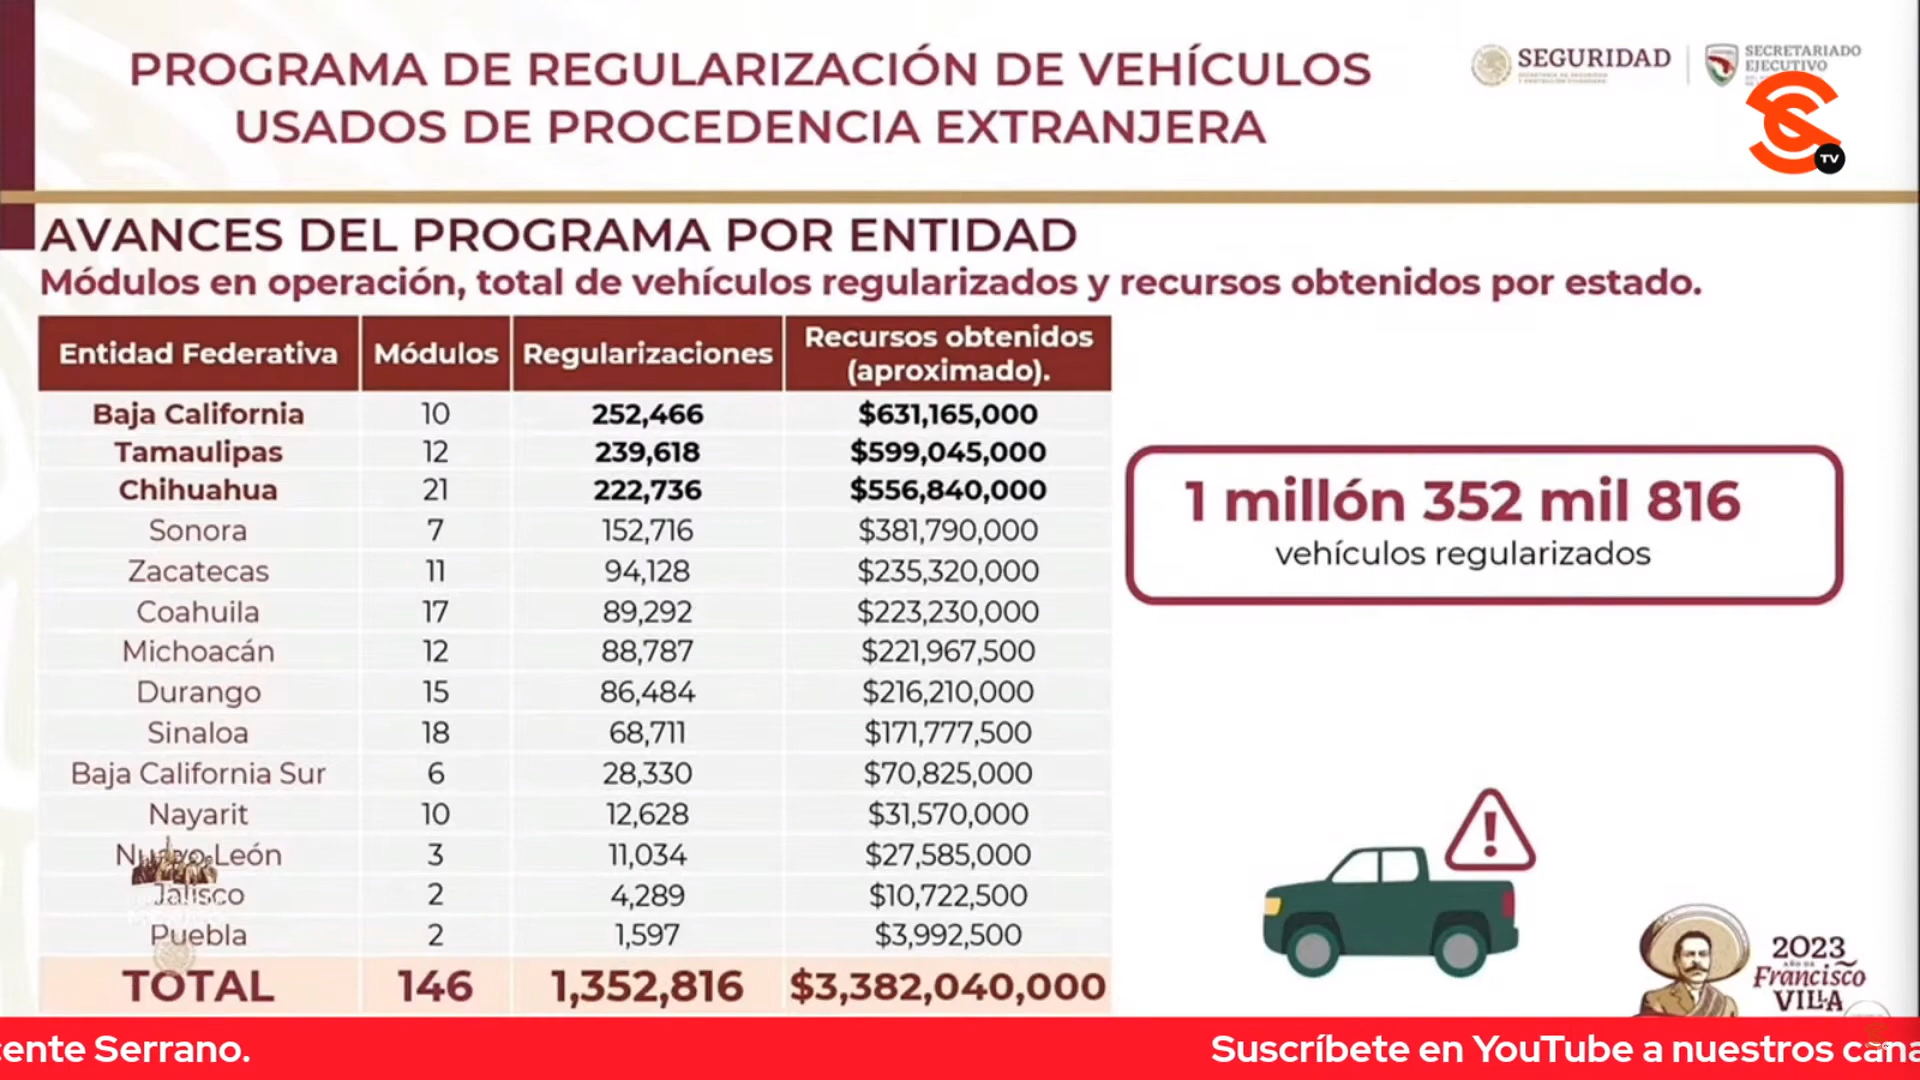 PROGRAMA DE REGULARIZACIÓN DE VEHÍCULOS
USADOS DE PROCEDENCIA EXTRANJERA
SEGURIDAD
SECRETARIADO
EJECUTIVO
TV
AVANCES DEL PROGRAMA POR ENTIDAD
Módulos en operación, total de vehículos regularizados y recursos obtenidos por estado.
Entidad Federativa Módulos Regularizaciones Recursos obtenidos (aproximado).
Baja California 10 252,466 $631,165,000
Tamaulipas 12 239,618 $599,045,000
Chihuahua 21 222,736 $556,840,000
Sonora 7 152,716 $381,790,000
Zacatecas 11 94,128 $235,320,000
Coahuila 17 89,292 $223,230,000
Michoacán 12 88,787 $221,967,500
Durango 15 86,484 $216,210,000
Sinaloa 18 68,711 $171,777,500
Baja California Sur 6 28,330 $70,825,000
Nayarit 10 12,628 $31,570,000
Nuevo León 3 11,034 $27,585,000
Jalisco 2 4,289 $10,722,500
Puebla 2 1,597 $3,992,500
TOTAL 146 1,352,816 $3,382,040,000
1 millón 352 mil 816
vehículos regularizados
2023
AÑO DE
Francisco
VILLA
cente Serrano.
Suscríbete en YouTube a nuestros cana